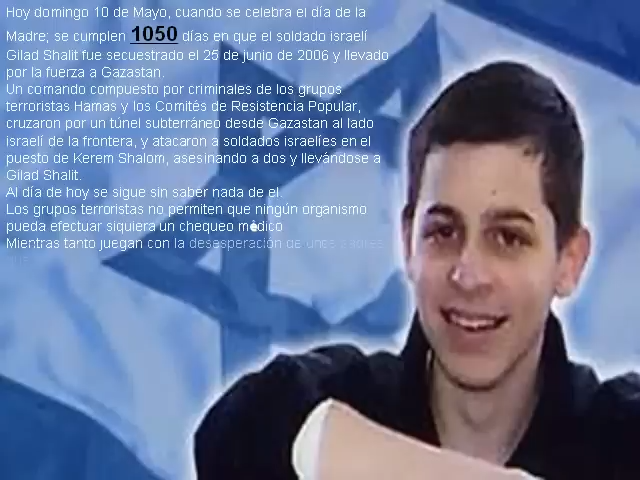 Hoy domingo 10 de Mayo, cuando se celebra el día de la
Madre; se cumplen 1050 días en que el soldado israelí
Gilad Shalit fue secuestrado el 25 de junio de 2006 y llevado
por la fuerza a Gazastan.
Un comando compuesto por criminales de los grupos
terroristas Hamas y los Comités de Resistencia Popular,
cruzaron por un túnel subterráneo desde Gazastan al lado
israelí de la frontera, y atacaron a soldados israelíes en el
puesto de Kerem Shalom, asesinando a dos y llevándose a
Gilad Shalit.
Al día de hoy se sigue sin saber nada de el.
Los grupos terroristas no permiten que ningún organismo
pueda efectuar siquiera un chequeo médico
Mientras tanto juegan con la desesperación de unos padres